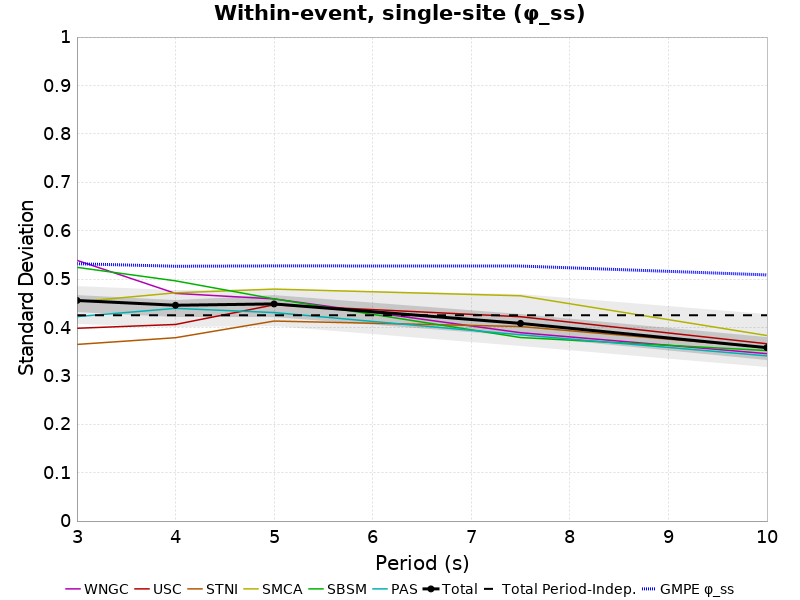 Within-event, single-site (φ_ss)
1
0.9
0.8
0.7
0.6
0.5
0.4
0.3
0.2
0.1
0
Standard Deviation
3 4 5 6 7 8 9 10
Period (s)
WNGC USC STNI SMCA SBSM PAS Total Total Period-Indep. GMPE φ_ss